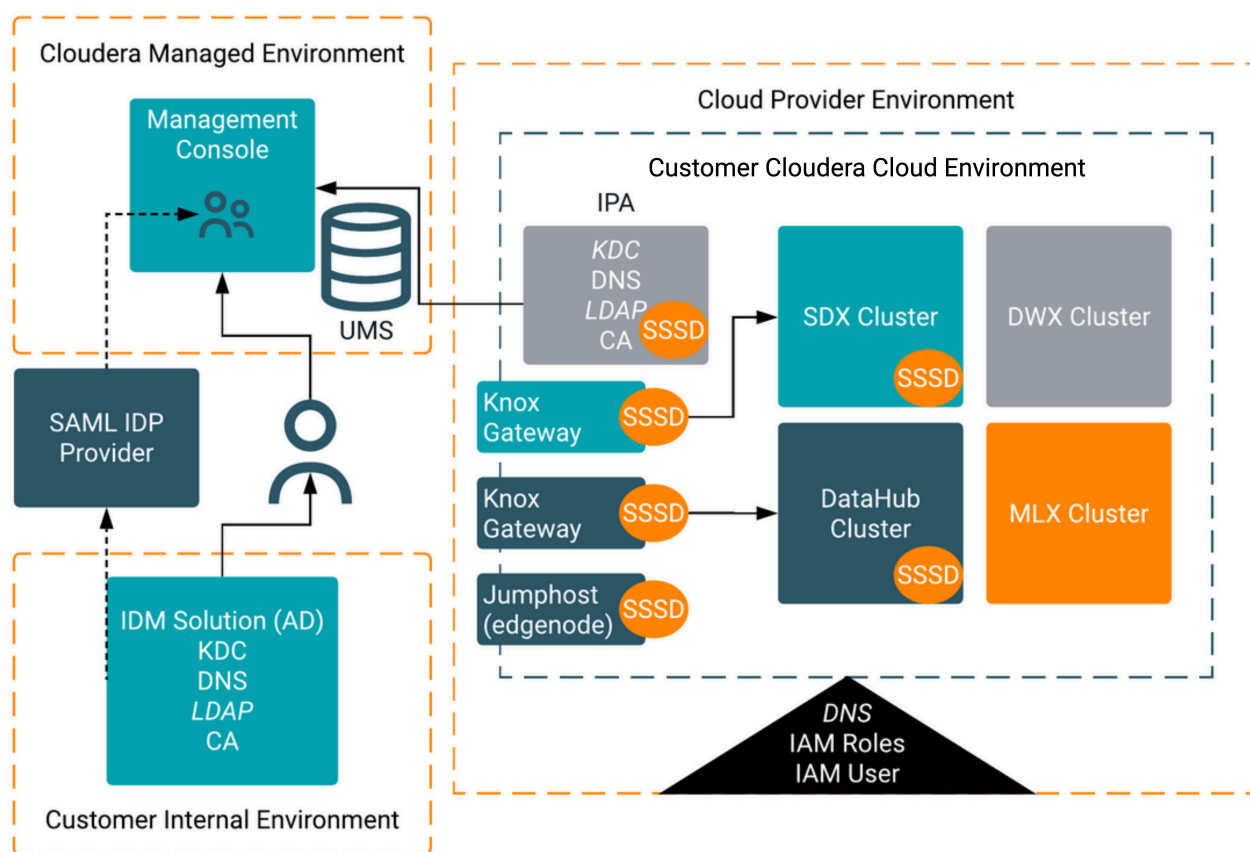 Cloudera Managed Environment
Management
Console
UMS
SAML IDP
Provider
IDM Solution (AD)
KDC
DNS
LDAP
CA
Customer Internal Environment
Cloud Provider Environment
Customer Cloudera Cloud Environment
IPA
KDC
DNS
LDAP
CA
SSSD
Knox
Gateway
SSSD
Knox
Gateway
SSSD
Jumphost
(edgenode)
SSSD
SDX Cluster
SSSD
DWX Cluster
DataHub
Cluster
SSSD
MLX Cluster
DNS
IAM Roles
IAM User